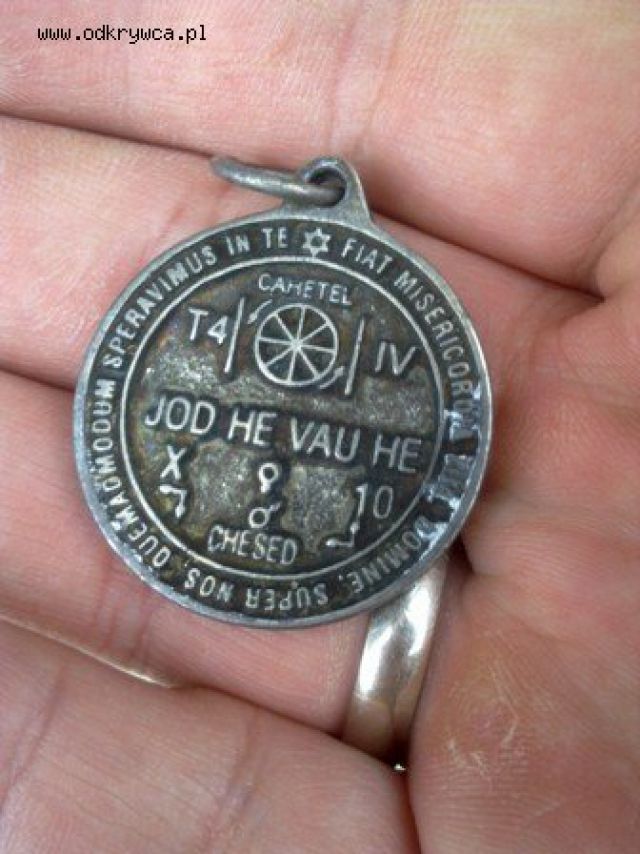 www.odkrywca.pl
FIAT MISERICORDIA DOMINE, SUPER NOS, QUEMADMODUM SPERAVIMUS IN TE
CAHETEL
T4 IV
JOD HE VAU HE
X 10
CHESED